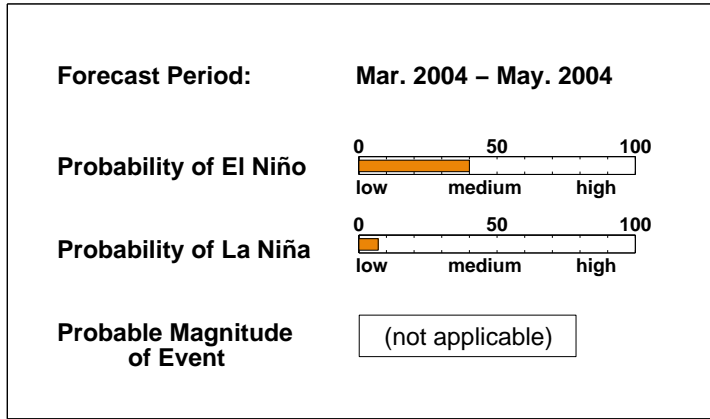 Forecast Period: Mar. 2004 – May. 2004
0 50 100
Probability of El Niño
low medium high
0 50 100
Probability of La Niña
low medium high
Probable Magnitude
of Event
(not applicable)